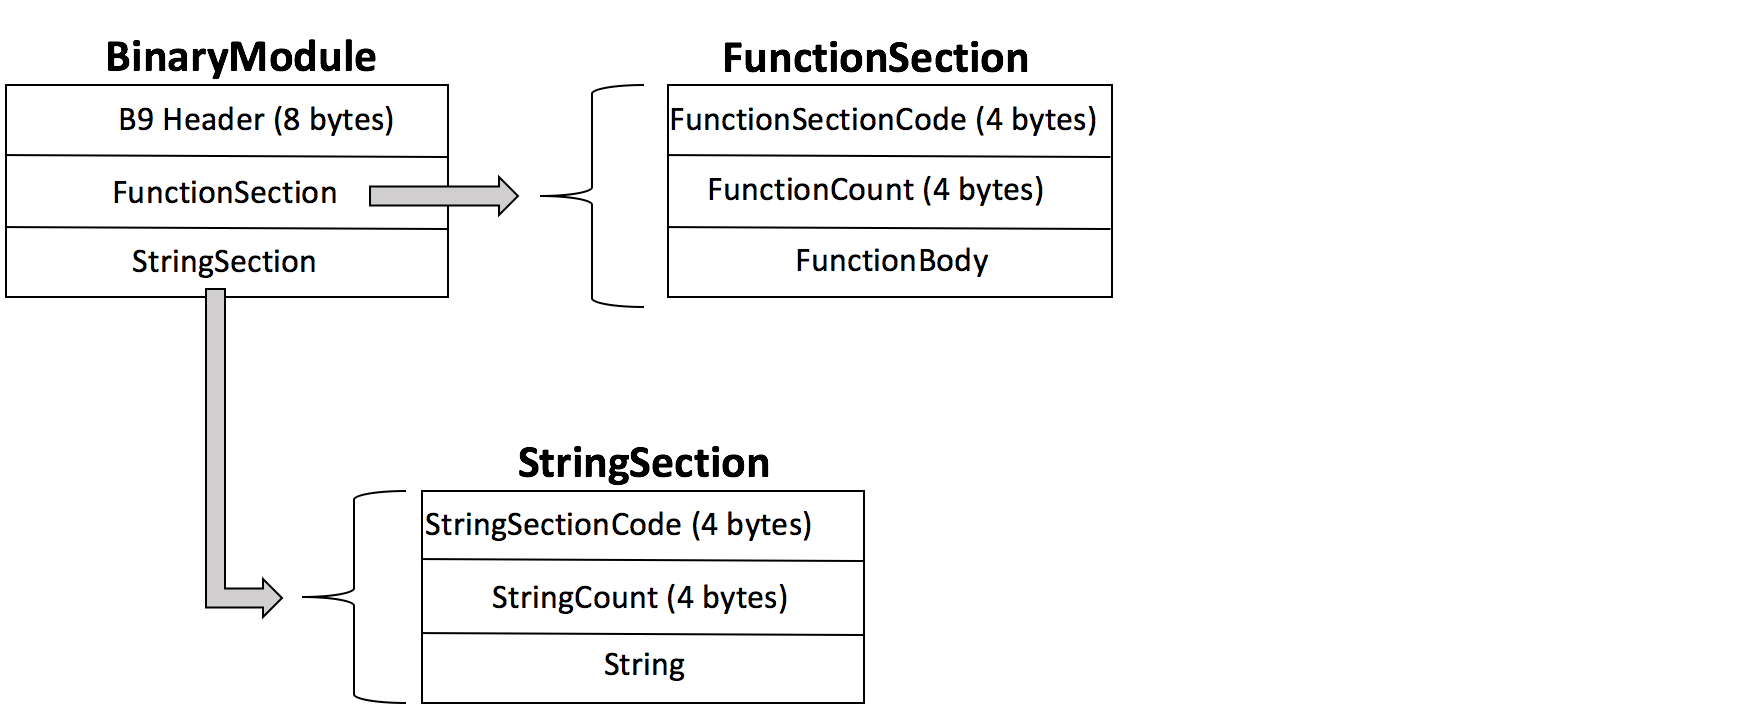 BinaryModule
B9 Header (8 bytes)
FunctionSection
StringSection
FunctionSection
FunctionSectionCode (4 bytes)
FunctionCount (4 bytes)
FunctionBody
StringSection
StringSectionCode (4 bytes)
StringCount (4 bytes)
String